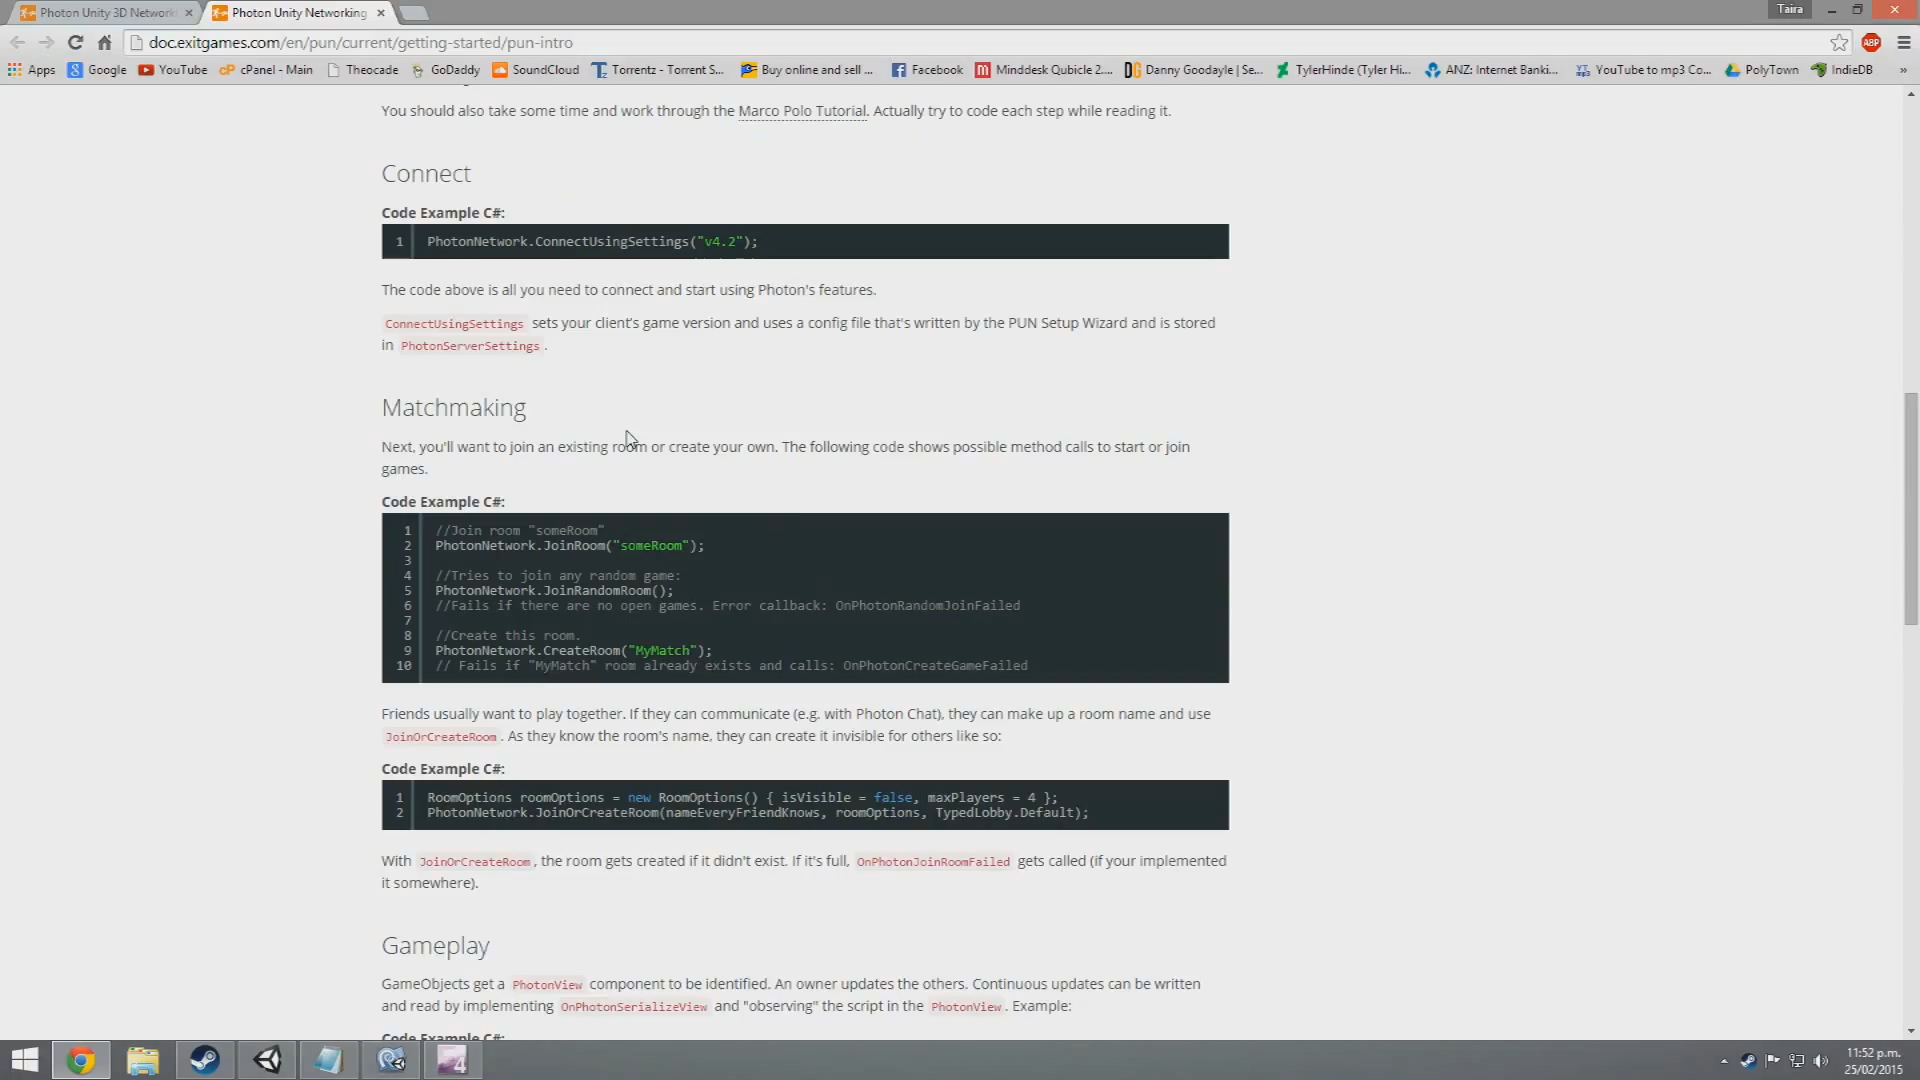 Photon Unity 3D Network
Photon Unity Networking
Taira
doc.exitgames.com/en/pun/current/getting-started/pun-intro
ABP
Apps
Google
YouTube
cPanel - Main
Theocade
GoDaddy
SoundCloud
Torrentz - Torrent S...
Buy online and sell ...
Facebook
Minddesk Qubicle 2....
Danny Goodayle | Se...
TylerHinde (Tyler Hi...
ANZ: Internet Banki...
YouTube to mp3 Co...
PolyTown
IndieDB
»
You should also take some time and work through the Marco Polo Tutorial. Actually try to code each step while reading it.
Connect
Code Example C#:
1 PhotonNetwork.ConnectUsingSettings("v4.2");
The code above is all you need to connect and start using Photon's features.
ConnectUsingSettings sets your client's game version and uses a config file that's written by the PUN Setup Wizard and is stored
in PhotonServerSettings .
Matchmaking
Next, you'll want to join an existing room or create your own. The following code shows possible method calls to start or join
games.
Code Example C#:
1 //Join room "someRoom"
2 PhotonNetwork.JoinRoom("someRoom");
3
4 //Tries to join any random game:
5 PhotonNetwork.JoinRandomRoom();
6 //Fails if there are no open games. Error callback: OnPhotonRandomJoinFailed
7
8 //Create this room.
9 PhotonNetwork.CreateRoom("MyMatch");
10 // Fails if "MyMatch" room already exists and calls: OnPhotonCreateGameFailed
Friends usually want to play together. If they can communicate (e.g. with Photon Chat), they can make up a room name and use
JoinOrCreateRoom . As they know the room's name, they can create it invisible for others like so:
Code Example C#:
1 RoomOptions roomOptions = new RoomOptions() { isVisible = false, maxPlayers = 4 };
2 PhotonNetwork.JoinOrCreateRoom(nameEveryFriendKnows, roomOptions, TypedLobby.Default);
With JoinOrCreateRoom , the room gets created if it didn't exist. If it's full, OnPhotonJoinRoomFailed gets called (if your implemented
it somewhere).
Gameplay
GameObjects get a PhotonView component to be identified. An owner updates the others. Continuous updates can be written
and read by implementing OnPhotonSerializeView and "observing" the script in the PhotonView . Example:
Code Example C#:
4
11:52 p.m.
25/02/2015